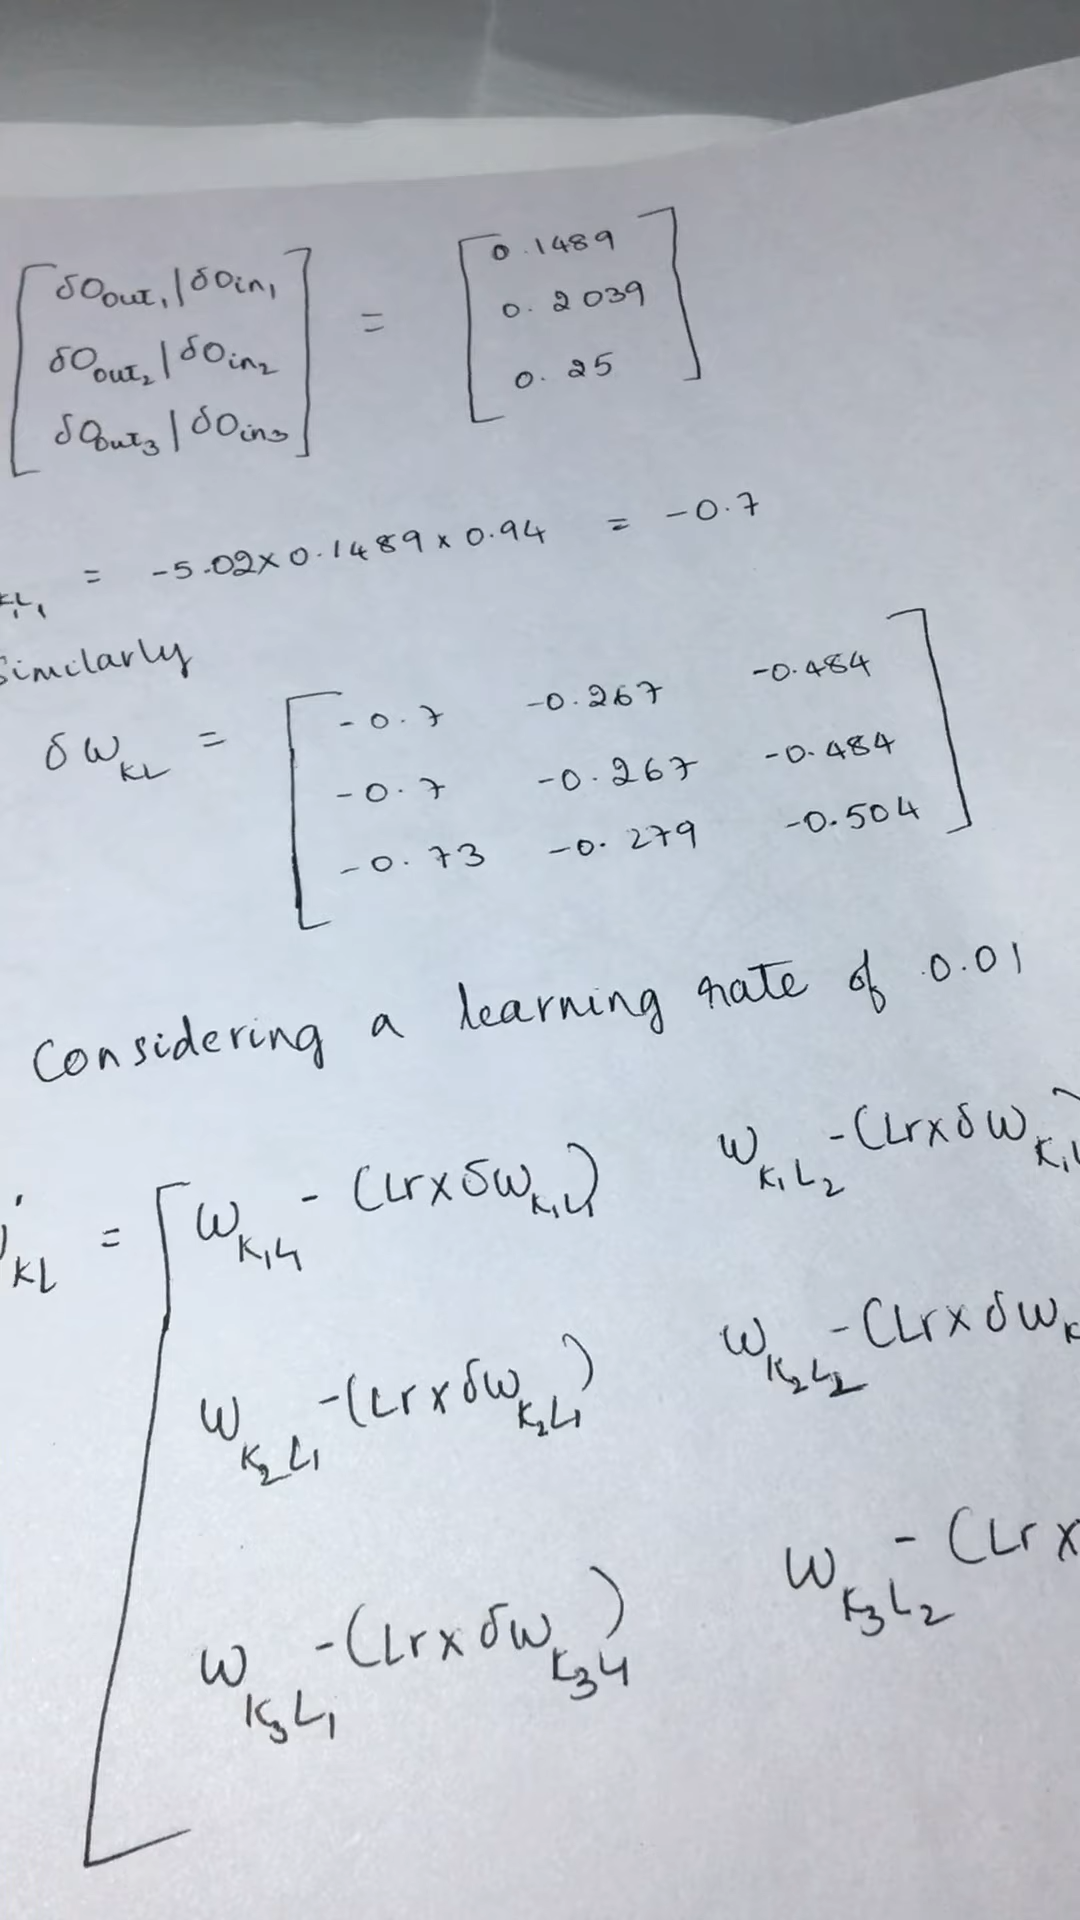 δO_out₁ | δO_in₁ = 0.1489
δO_out₂ | δO_in₂ 0.2039
δO_out₃ | δO_in₃ 0.25
= -5.02 x 0.1489 x 0.94 = -0.7
Similarly
δW_KL = -0.7 -0.267 -0.484
-0.7 -0.267 -0.484
-0.73 -0.279 -0.504
Considering a learning rate of 0.01
KL = W_K₁L₁ - (Lr x δW_K₁L₁) W_K₁L₂ - (Lr x δW_K₁L
W_K₂L₁ - (Lr x δW_K₂L₁) W_K₂L₂ - (Lr x δW_K
W_K₃L₁ - (Lr x δW_K₃L₁) W_K₃L₂ - (Lr x